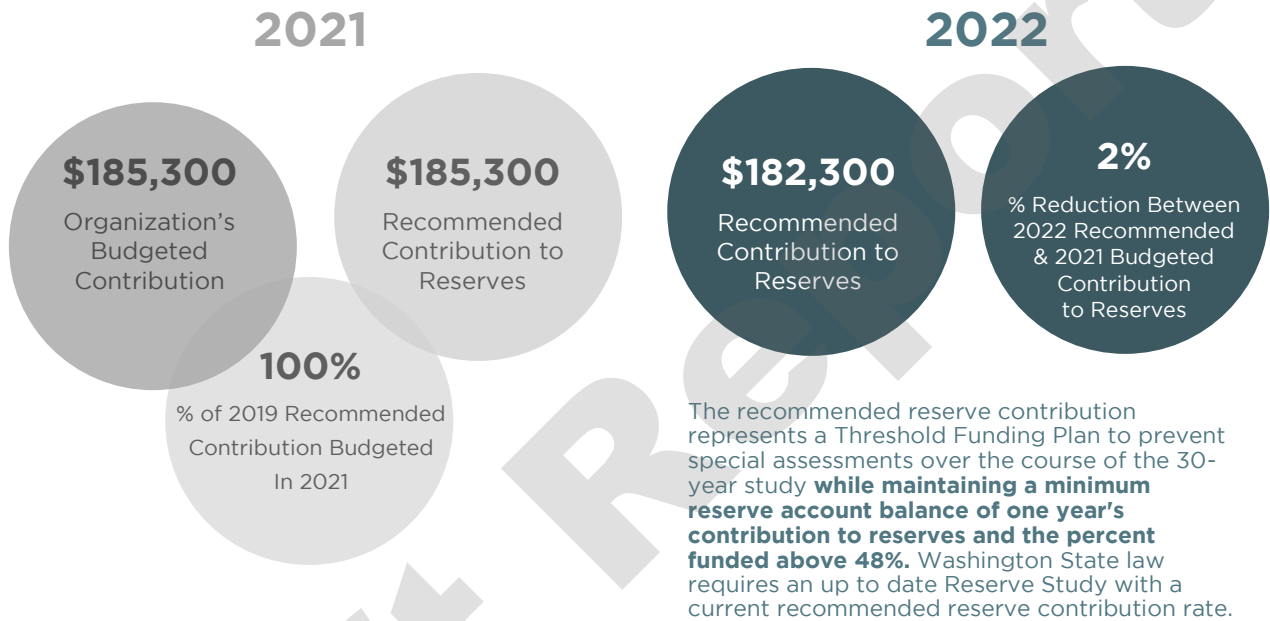 2021
$185,300
Organization's
Budgeted
Contribution
$185,300
Recommended
Contribution to
Reserves
100%
% of 2019 Recommended
Contribution Budgeted
In 2021
2022
$182,300
Recommended
Contribution to
Reserves
2%
% Reduction Between
2022 Recommended
& 2021 Budgeted
Contribution
to Reserves
The recommended reserve contribution
represents a Threshold Funding Plan to prevent
special assessments over the course of the 30-
year study while maintaining a minimum
reserve account balance of one year's
contribution to reserves and the percent
funded above 48%. Washington State law
requires an up to date Reserve Study with a
current recommended reserve contribution rate.